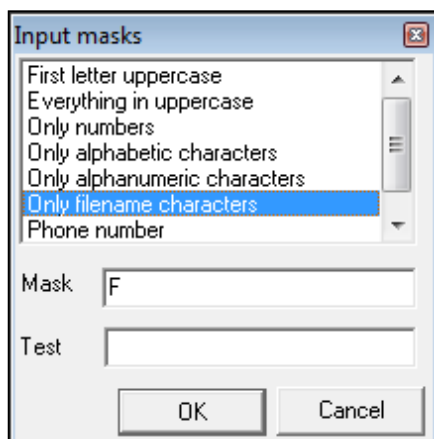 Input masks
First letter uppercase
Everything in uppercase
Only numbers
Only alphabetic characters
Only alphanumeric characters
Only filename characters
Phone number
Mask F
Test
OK Cancel